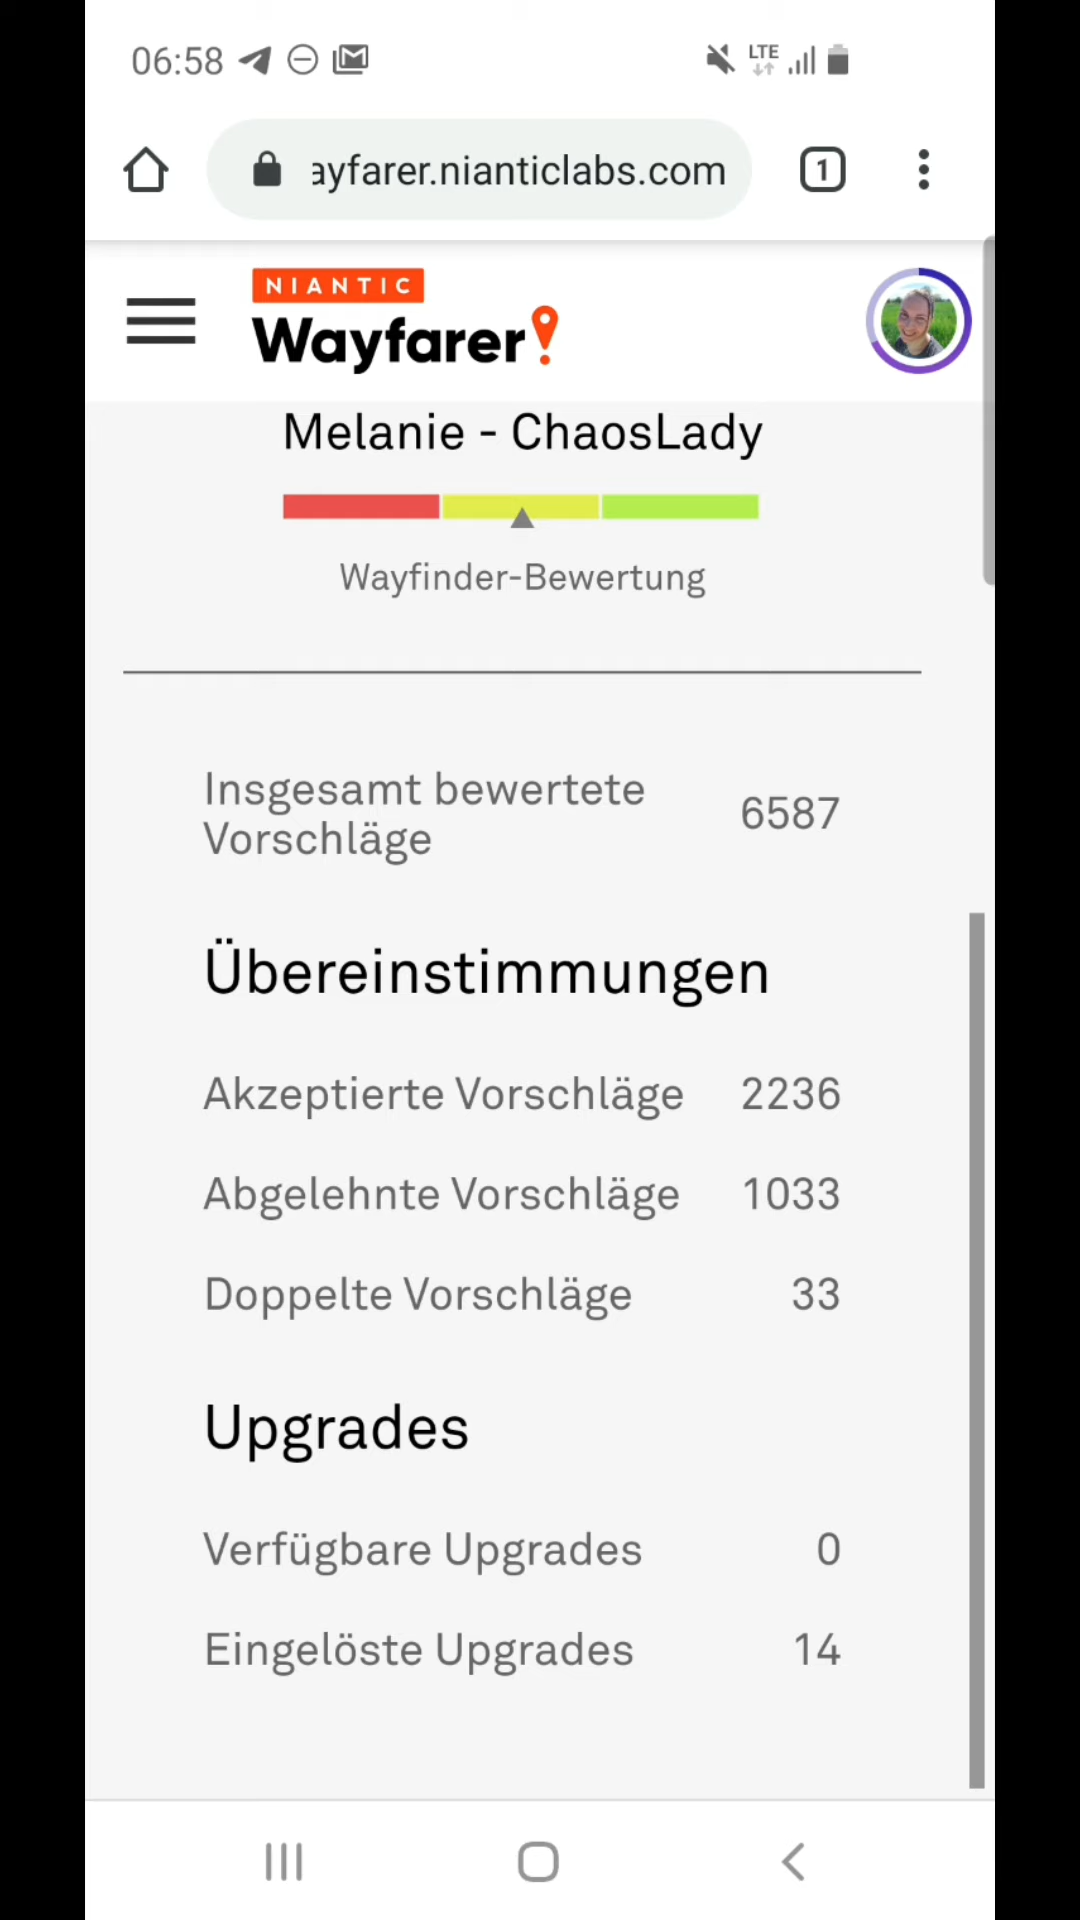 06:58 LTE
ayfarer.nianticlabs.com 1
NIANTIC
Wayfarer
Melanie - ChaosLady
Wayfinder-Bewertung
Insgesamt bewertete
Vorschläge 6587
Übereinstimmungen
Akzeptierte Vorschläge 2236
Abgelehnte Vorschläge 1033
Doppelte Vorschläge 33
Upgrades
Verfügbare Upgrades 0
Eingelöste Upgrades 14